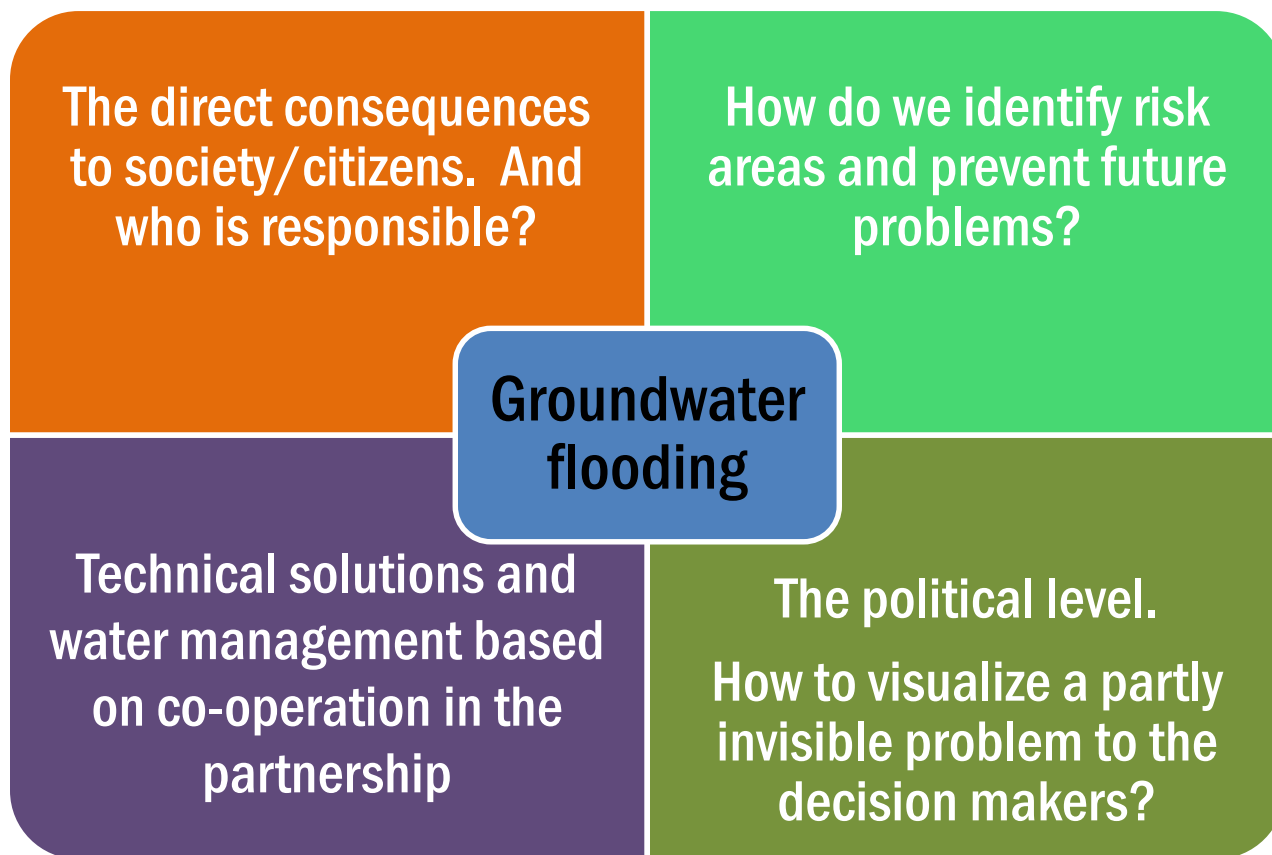 The direct consequences
to society/citizens.  And
who is responsible?
How do we identify risk
areas and prevent future
problems?
Groundwater
flooding
Technical solutions and
water management based
on co-operation in the
partnership
The political level.
How to visualize a partly
invisible problem to the
decision makers?